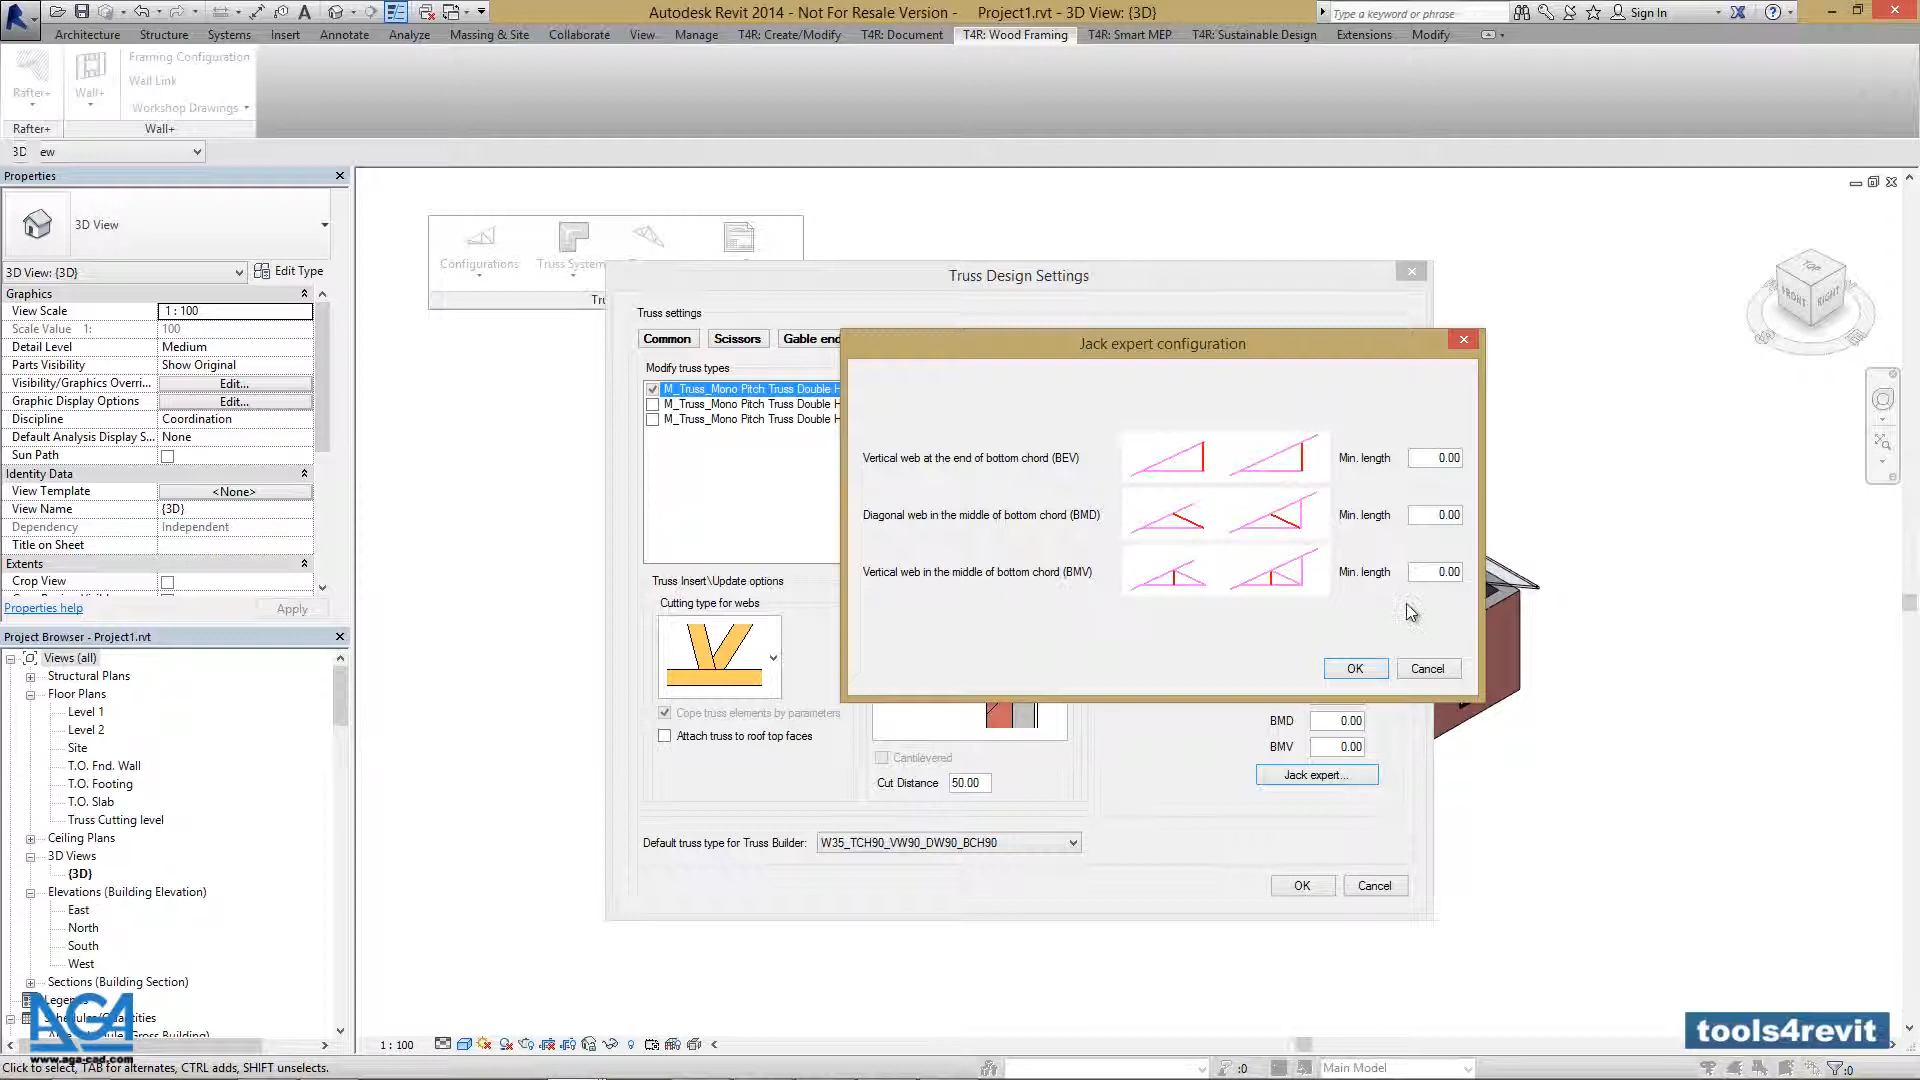 Autodesk Revit 2014 - Not For Resale Version - Project1.rvt - 3D View: {3D}
Type a keyword or phrase
Sign In
Architecture Structure Systems Insert Annotate Analyze Massing & Site Collaborate View Manage T4R: Create/Modify T4R: Document T4R: Wood Framing T4R: Smart MEP T4R: Sustainable Design Extensions Modify
Framing Configuration
Wall Link
Rafter+ Wall+
Workshop Drawings
Rafter+ Wall+
3D ew
Properties
3D View
3D View: {3D} Edit Type
Graphics
View Scale 1 : 100
Scale Value 1: 100
Detail Level Medium
Parts Visibility Show Original
Visibility/Graphics Overri... Edit...
Graphic Display Options Edit...
Discipline Coordination
Default Analysis Display S... None
Sun Path
Identity Data
View Template <None>
View Name {3D}
Dependency Independent
Title on Sheet
Extents
Crop View
Properties help Apply
Project Browser - Project1.rvt
Views (all)
Structural Plans
Floor Plans
Level 1
Level 2
Site
T.O. Fnd. Wall
T.O. Footing
T.O. Slab
Truss Cutting level
Ceiling Plans
3D Views
{3D}
Elevations (Building Elevation)
East
North
South
West
Sections (Building Section)
Legends
AGA
www.aga-cad.com
Configurations Truss System
Truss Design Settings
Truss settings
Common Scissors Gable end
Modify truss types
M_Truss_Mono Pitch Truss Double H
M_Truss_Mono Pitch Truss Double H
M_Truss_Mono Pitch Truss Double H
Truss Insert\Update options
Cutting type for webs
Cope truss elements by parameters
Attach truss to roof top faces
Cantilevered
Cut Distance 50.00
BMD 0.00
BMV 0.00
Jack expert...
Default truss type for Truss Builder: W35_TCH90_VW90_DW90_BCH90
OK Cancel
Jack expert configuration
Vertical web at the end of bottom chord (BEV) Min. length 0.00
Diagonal web in the middle of bottom chord (BMD) Min. length 0.00
Vertical web in the middle of bottom chord (BMV) Min. length 0.00
OK Cancel
TOP
FRONT
RIGHT
tools4revit
1 : 100
Click to select, TAB for alternates, CTRL adds, SHIFT unselects.
:0
Main Model
:0